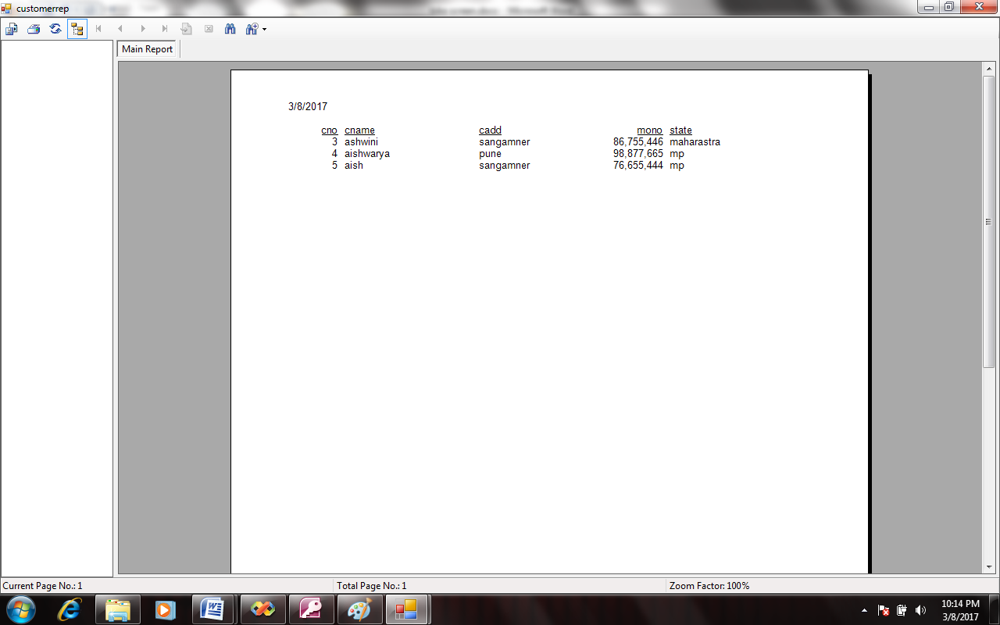 customerrep
Main Report
3/8/2017
cno cname cadd mono state
3 ashwini sangamner 86,755,446 maharastra
4 aishwarya pune 98,877,665 mp
5 aish sangamner 76,655,444 mp
Current Page No.: 1 Total Page No.: 1 Zoom Factor: 100%
10:14 PM
3/8/2017